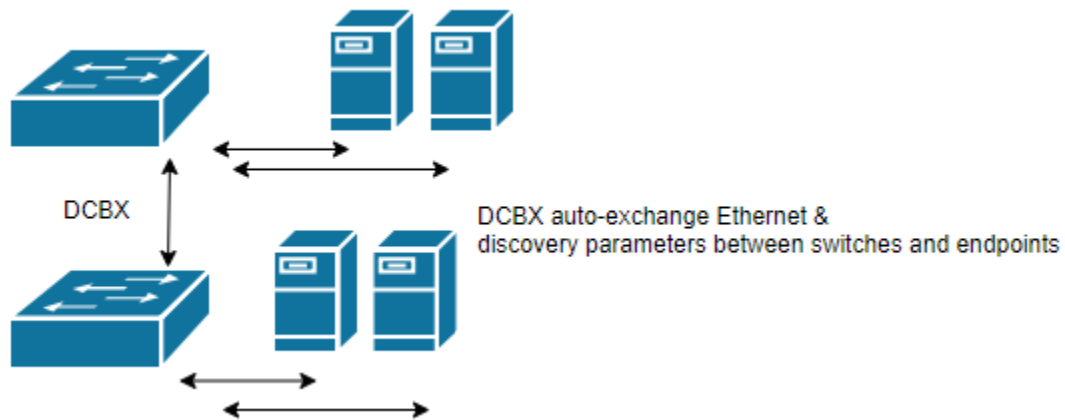 DCBX
DCBX auto-exchange Ethernet &
discovery parameters between switches and endpoints